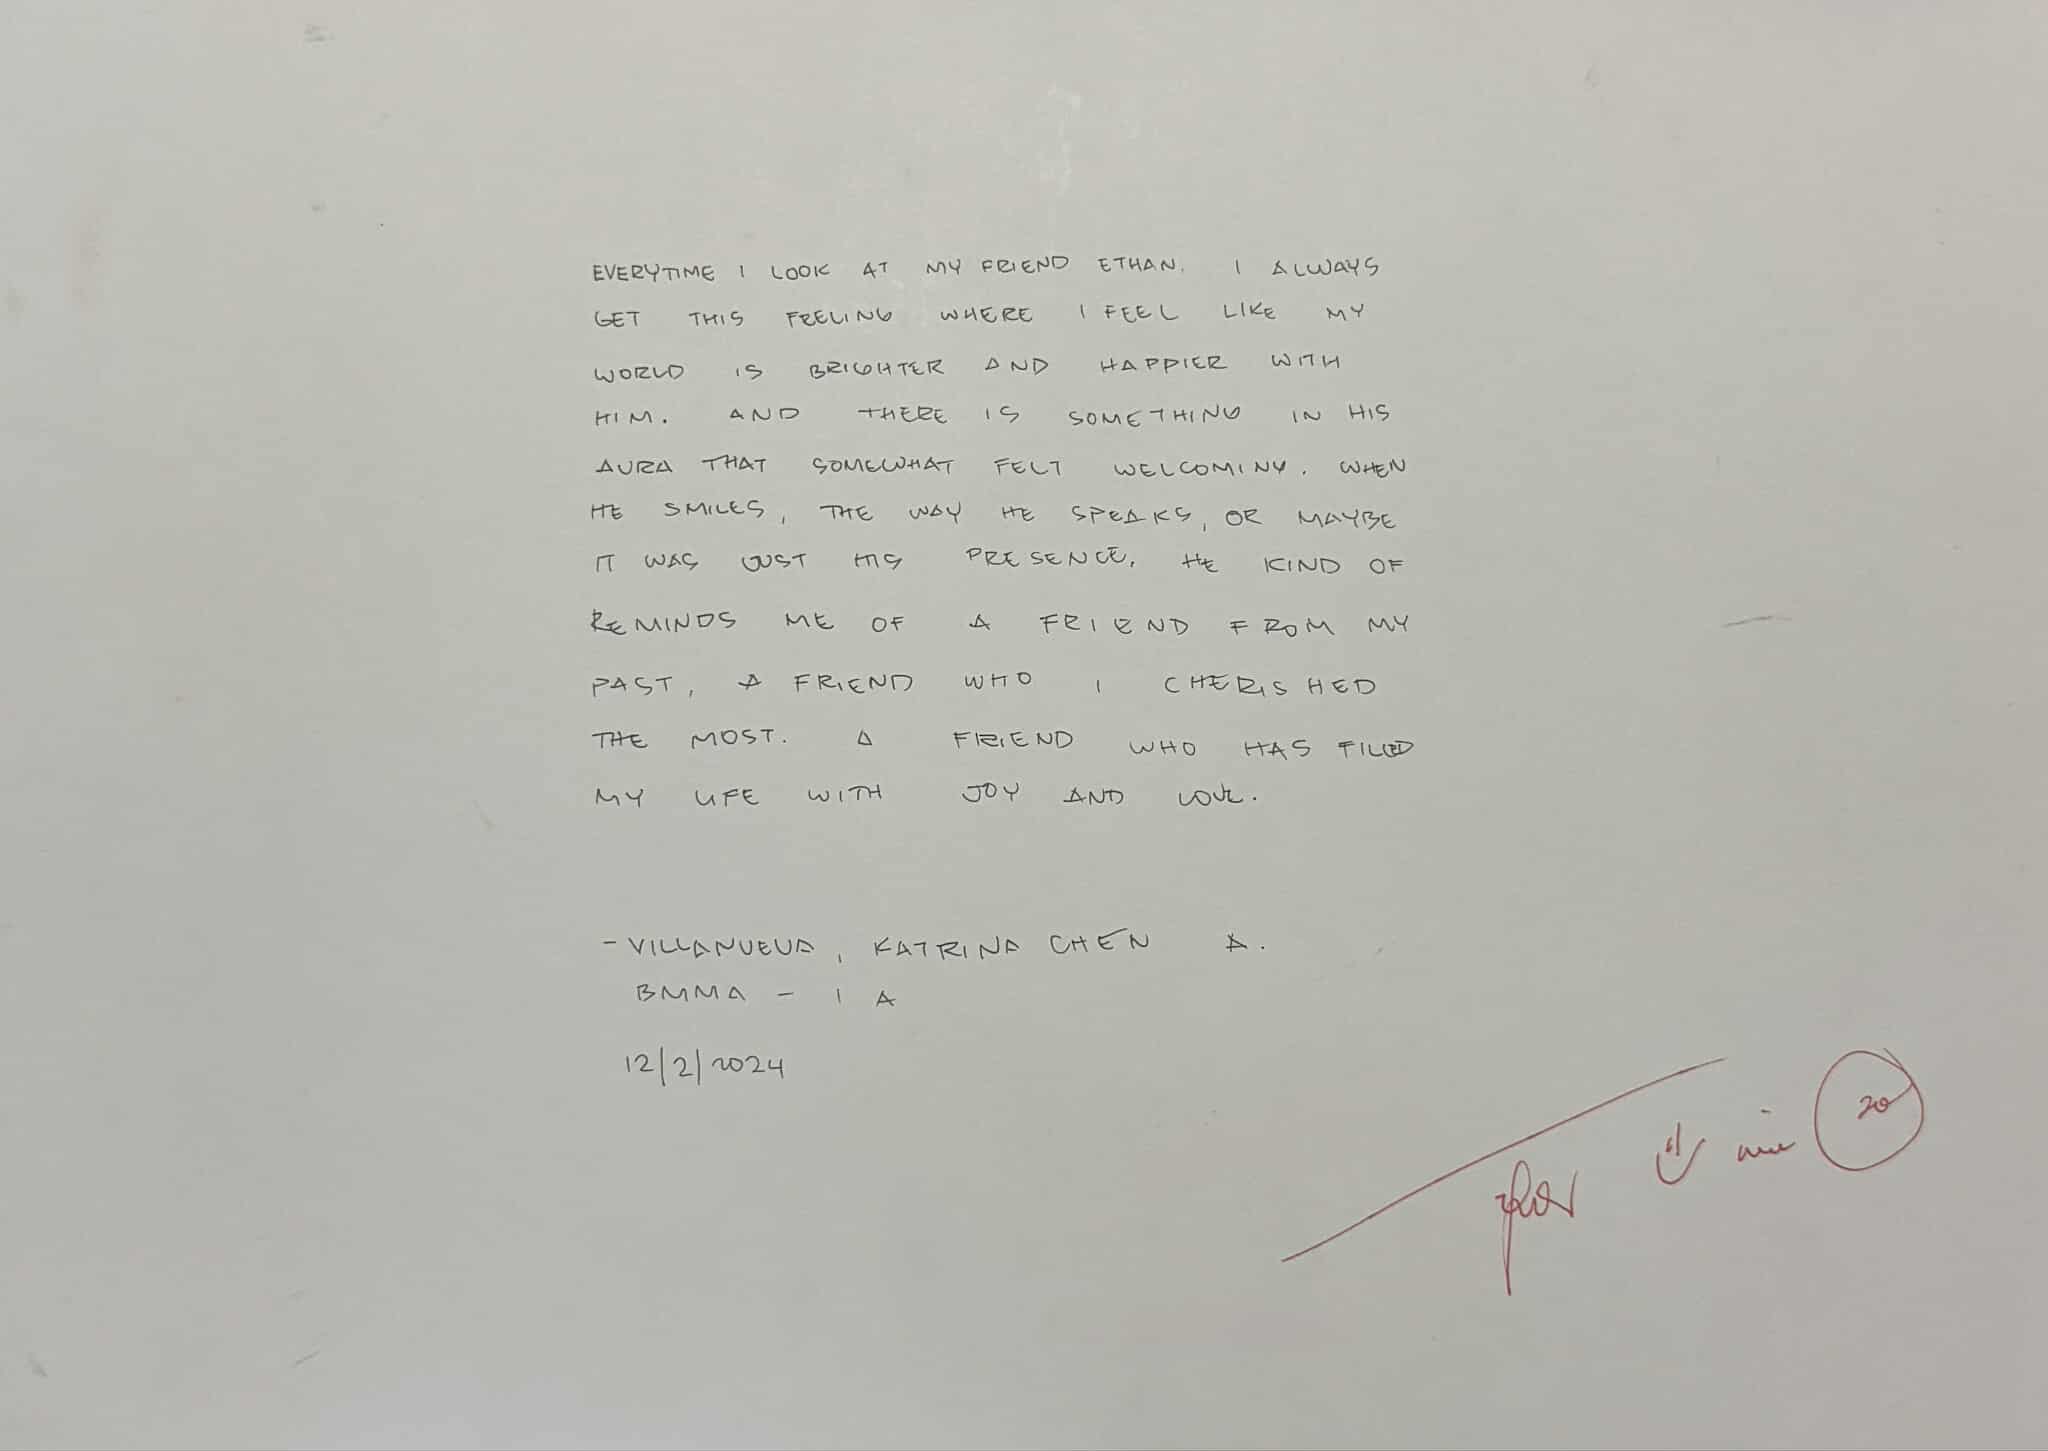 EVERYTIME I LOOK AT MY FRIEND ETHAN. I ALWAYS
GET THIS FEELING WHERE I FEEL LIKE MY
WORLD IS BRIGHTER AND HAPPIER WITH
HIM. AND THERE IS SOMETHING IN HIS
AURA THAT SOMEWHAT FELT WELCOMING. WHEN
HE SMILES, THE WAY HE SPEAKS, OR MAYBE
IT WAS JUST HIS PRESENCE. HE KIND OF
REMINDS ME OF A FRIEND FROM MY
PAST, A FRIEND WHO I CHERISHED
THE MOST. A FRIEND WHO HAS FILLED
MY LIFE WITH JOY AND LOVE.
- VILLANUEVA, KATRINA CHEN A.
BMMA - 1A
12/2/2024
20